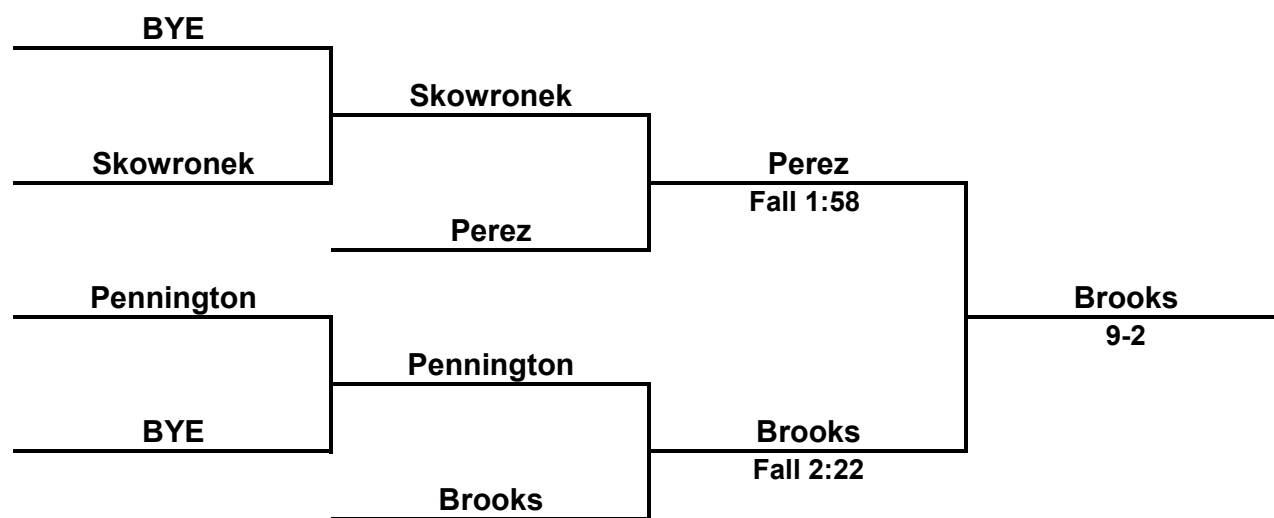 BYE
Skowronek
Skowronek
Perez
Fall 1:58
Perez
Pennington
Brooks
9-2
Pennington
BYE
Brooks
Fall 2:22
Brooks